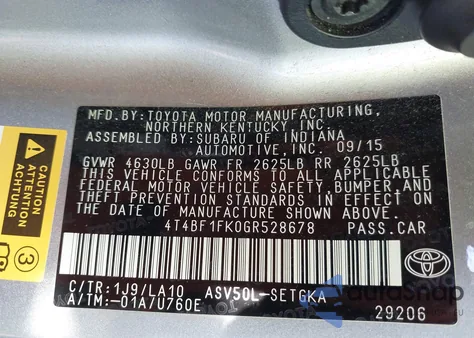 MFD. BY: TOYOTA MOTOR MANUFACTURING,
NORTHERN KENTUCKY INC.
ASSEMBLED BY: SUBARU OF INDIANA
AUTOMOTIVE, INC. 09/15
GVWR 4630LB GAWR FR 2625LB RR 2625LB
THIS VEHICLE CONFORMS TO ALL APPLICABLE
FEDERAL MOTOR VEHICLE SAFETY, BUMPER, AND
THEFT PREVENTION STANDARDS IN EFFECT ON
THE DATE OF MANUFACTURE SHOWN ABOVE.
4T4BF1FK0GR528678 PASS.CAR
C/TR: 1J9/LA10 ASV50L-SETGKA
A/TM: -01A/U760E
29206
TOYOTA
CAUTION
ATTENTION
ACHTUNG
3
AutoSnap